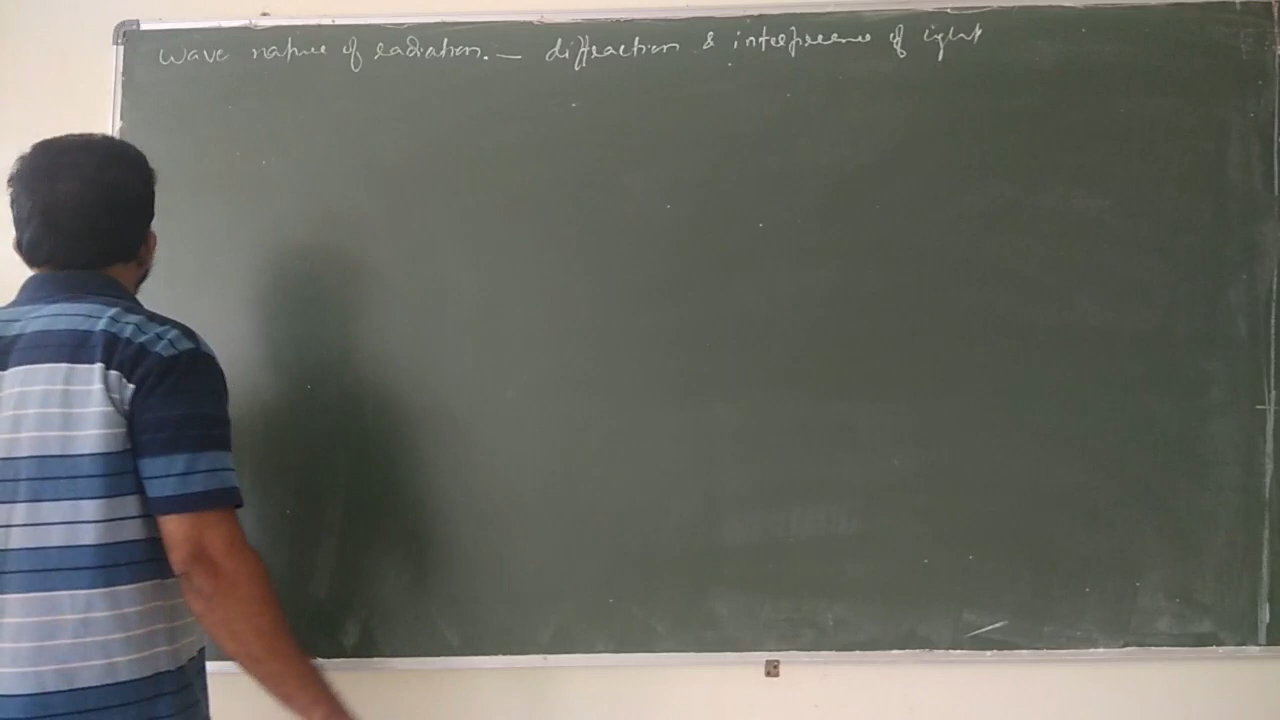 Wave nature of radiation. — diffraction & interference of light